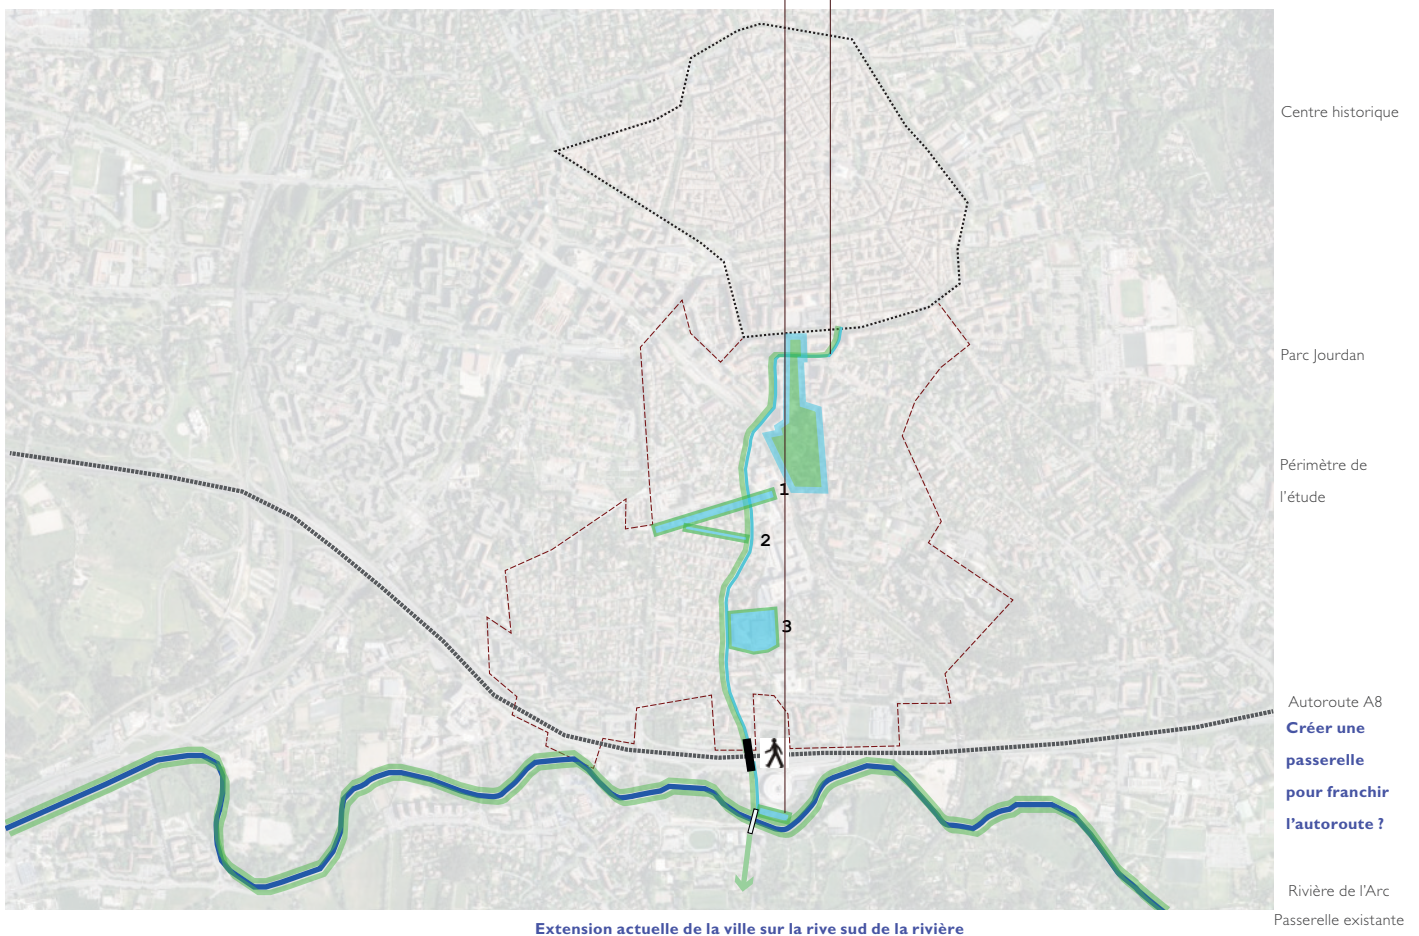 Centre historique
Parc Jourdan
Périmètre de
l’étude
1
2
3
Autoroute A8
Créer une
passerelle
pour franchir
l’autoroute ?
Rivière de l’Arc
Passerelle existante
Extension actuelle de la ville sur la rive sud de la rivière